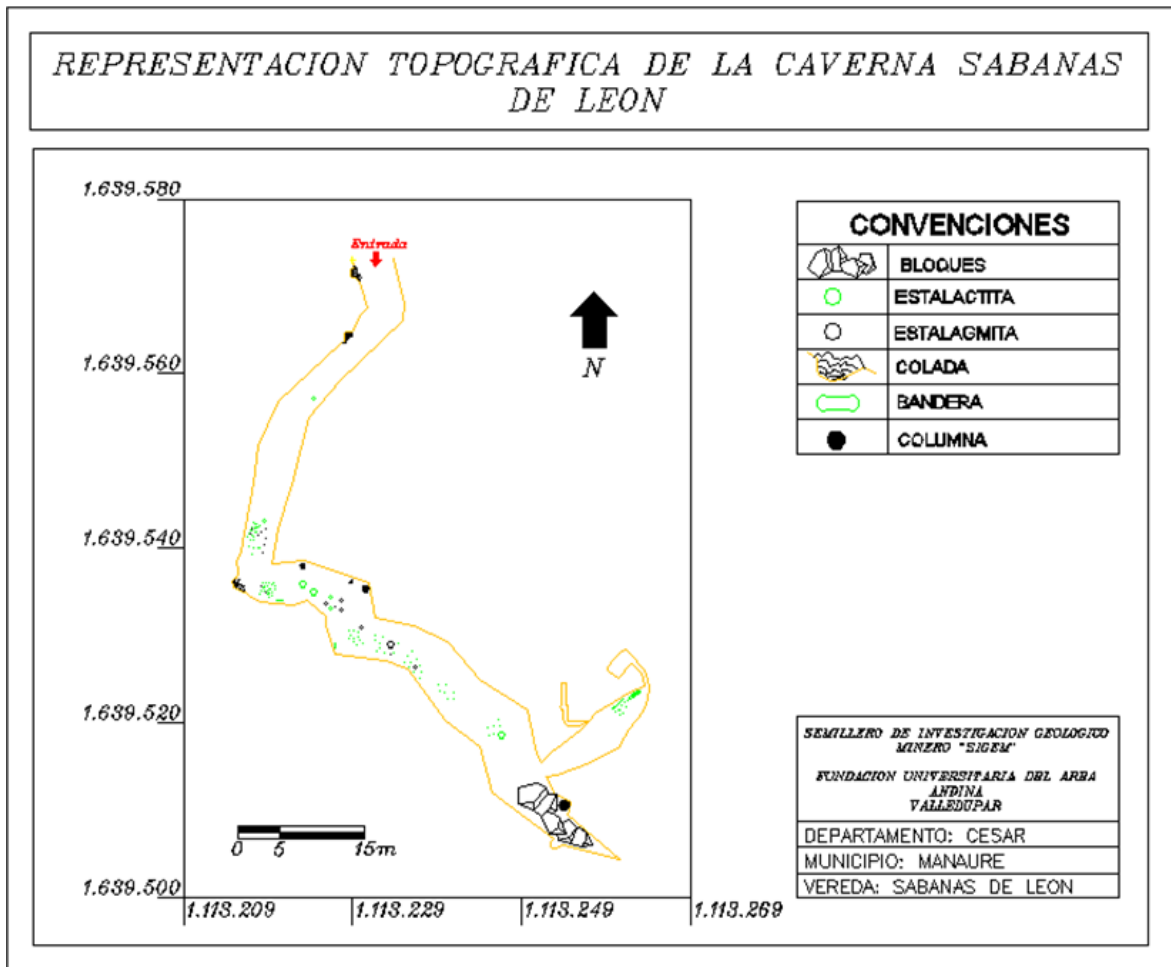 REPRESENTACION TOPOGRAFICA DE LA CAVERNA SABANAS
DE LEON
1.639.580
1.639.560
1.639.540
1.639.520
1.639.500
1.113.209
1.113.229
1.113.249
1.113.269
Entrada
N
0 5 15m
CONVENCIONES
BLOQUES
ESTALACTITA
ESTALAGMITA
COLADA
BANDERA
COLUMNA
SEMILLERO DE INVESTIGACION GEOLOGICO
MINERO "SIGEM"
FUNDACION UNIVERSITARIA DEL AREA
ANDINA
VALLEDUPAR
DEPARTAMENTO: CESAR
MUNICIPIO: MANAURE
VEREDA: SABANAS DE LEON